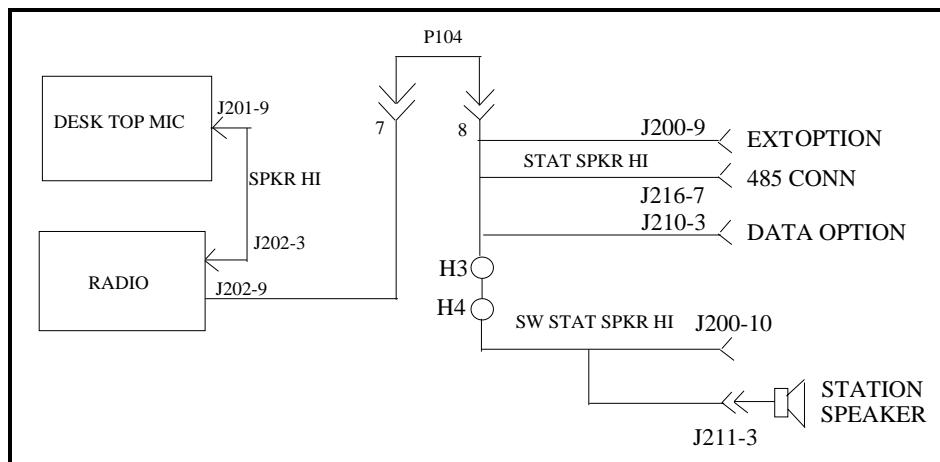 P104
J201-9
DESK TOP MIC
7
8
J200-9
EXTOPTION
STAT SPKR HI
485 CONN
SPKR HI
J216-7
J210-3
DATA OPTION
J202-3
H3
RADIO
J202-9
H4
SW STAT SPKR HI
J200-10
STATION
SPEAKER
J211-3